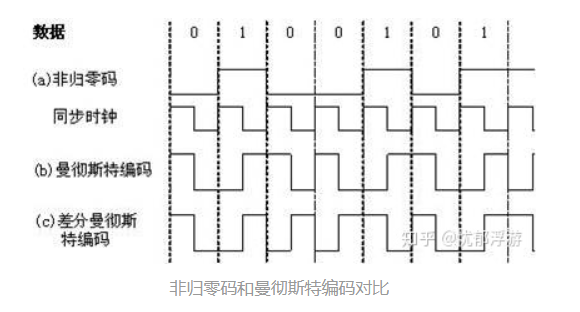 数据 0 1 0 0 1 0 1
(a)非归零码
同步时钟
(b)曼彻斯特编码
(c)差分曼彻斯
特编码
知乎 @忧郁浮游
非归零码和曼彻斯特编码对比